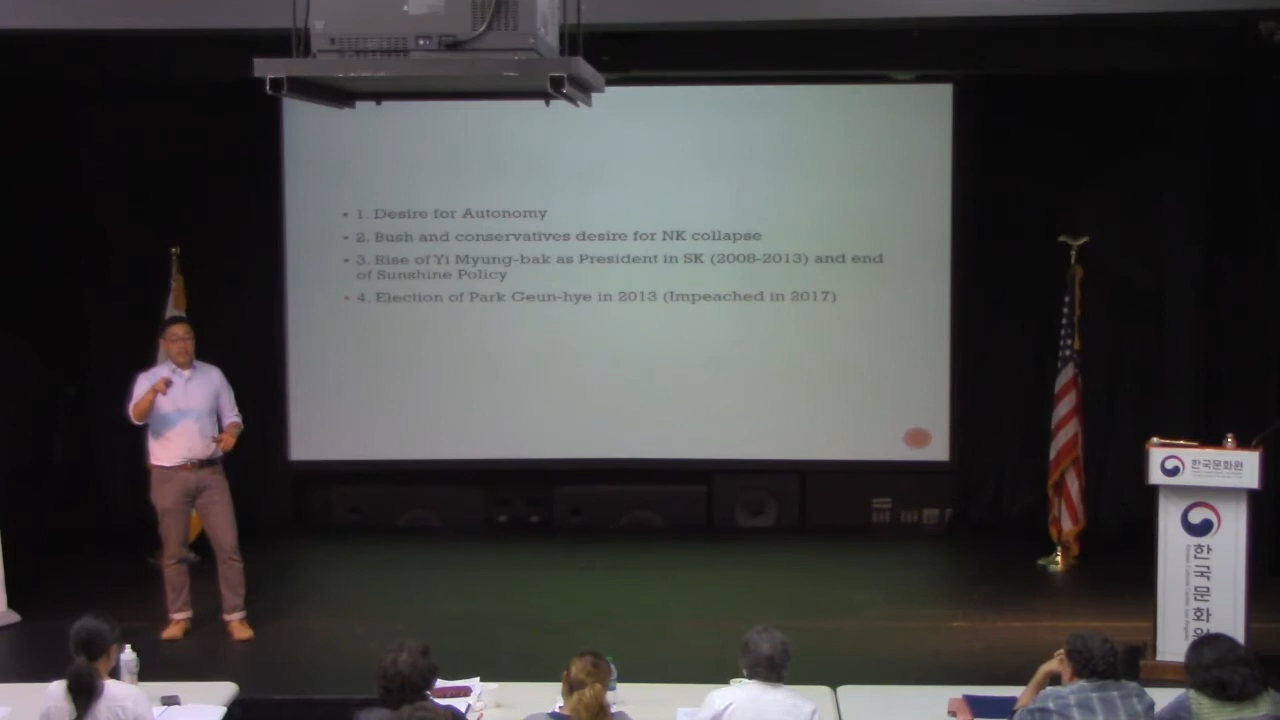 • 1. Desire for Autonomy
• 2. Bush and conservatives desire for NK collapse
• 3. Rise of Yi Myung-bak as President in SK (2008-2013) and end
of Sunshine Policy
• 4. Election of Park Geun-hye in 2013 (Impeached in 2017)
한국문화원
한국문화원